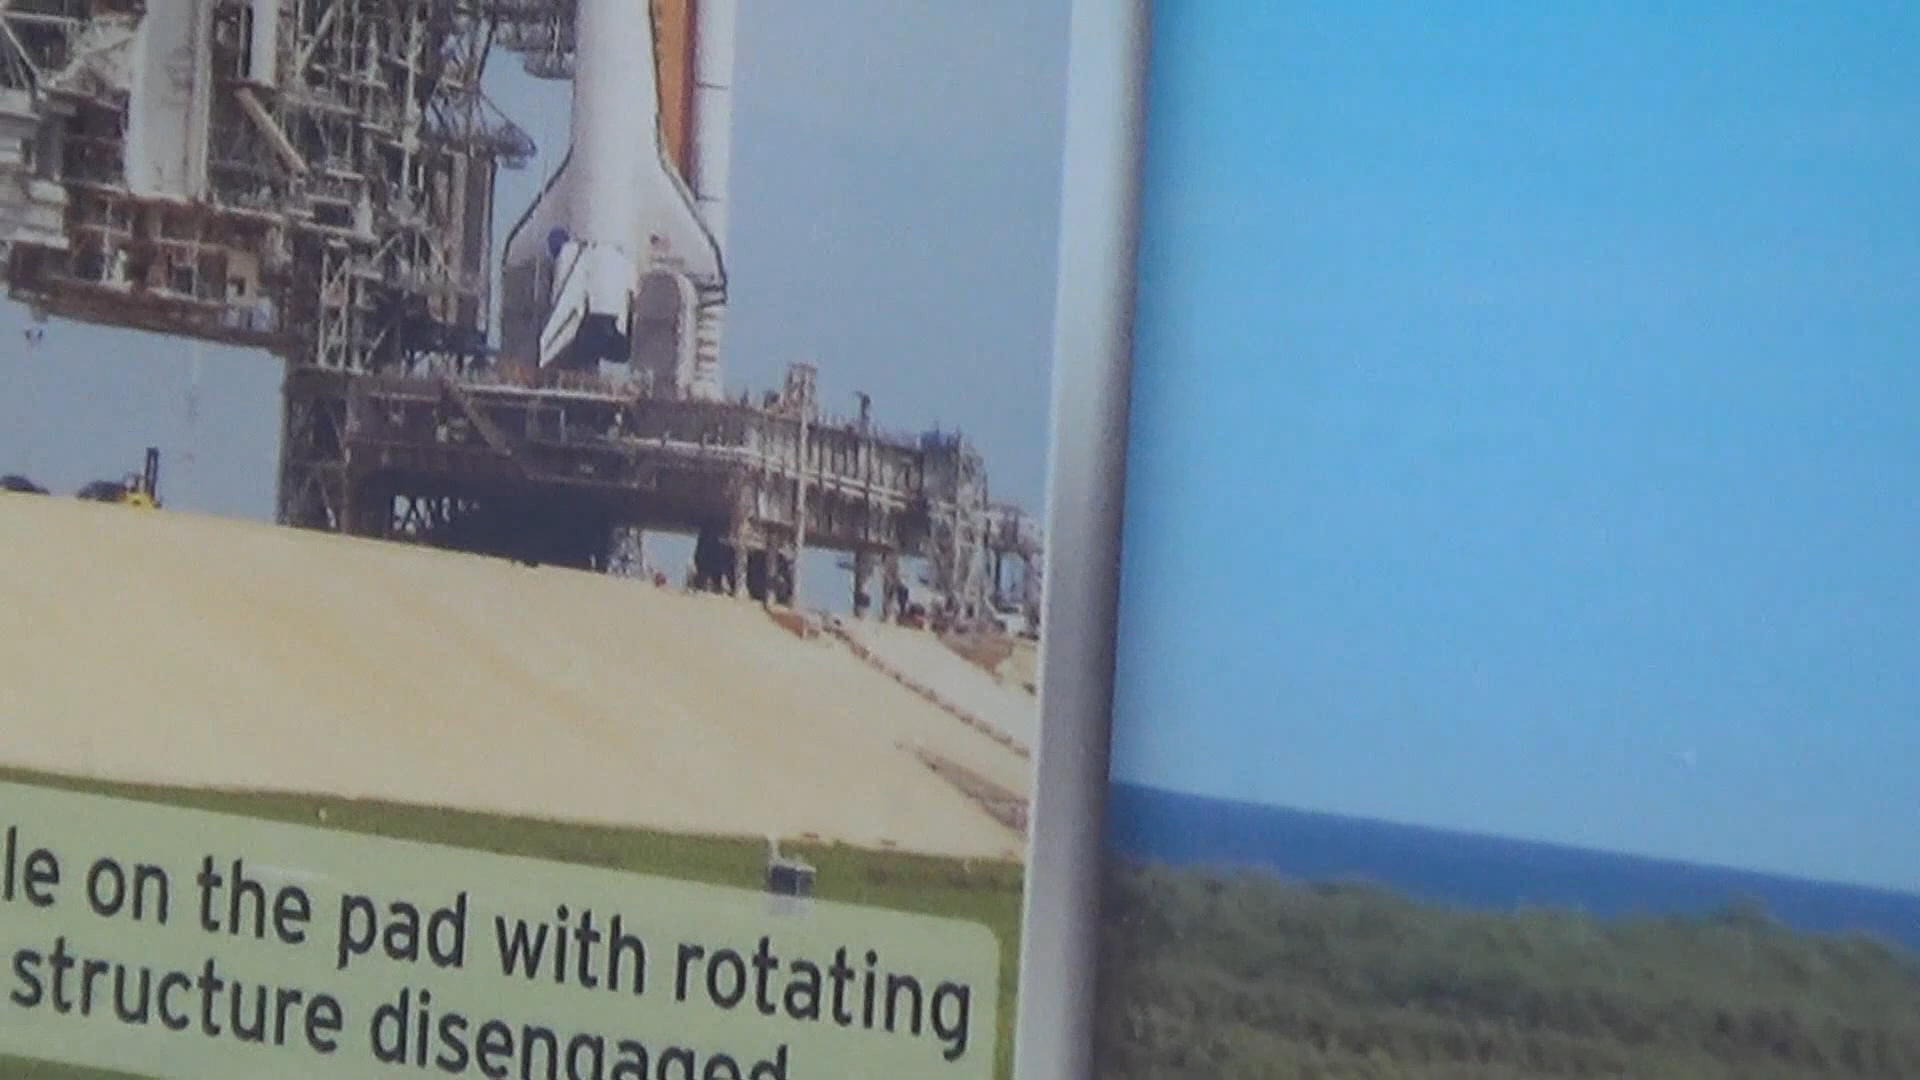 le on the pad with rotating
structure disengaged